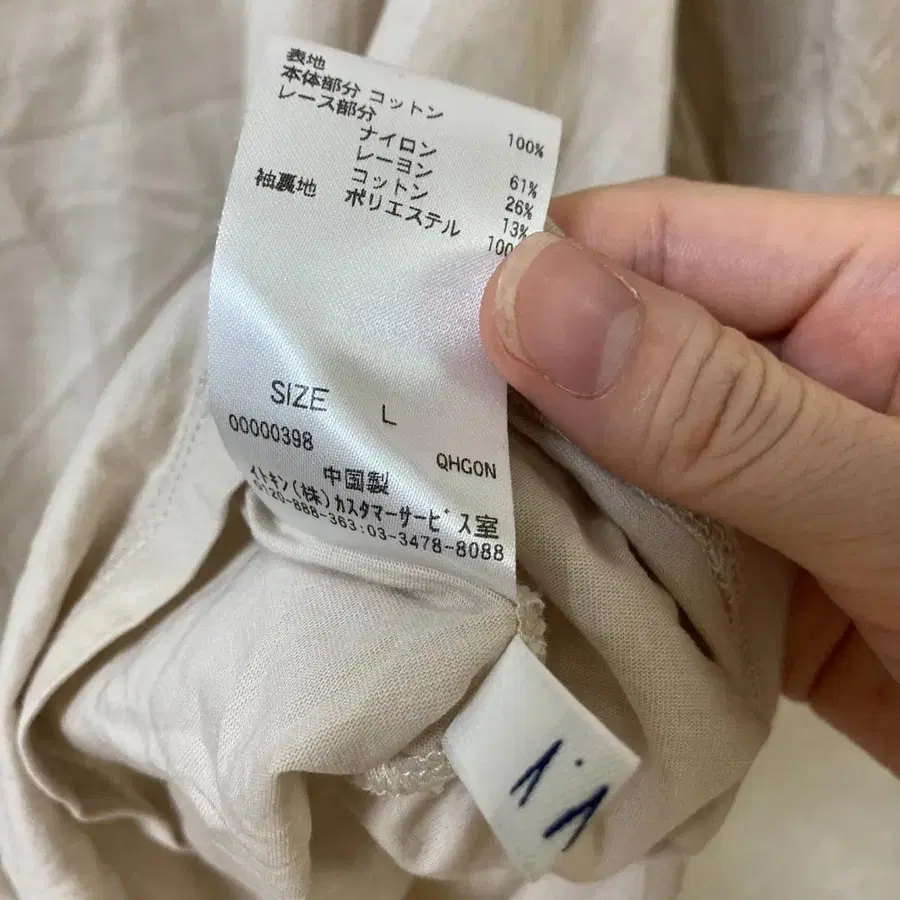 表地
本体部分 コットン 100%
レース部分
ナイロン 61%
レーヨン 26%
コットン 13%
袖裏地 ポリエステル 100
SIZE L
00000398 QHGON
中国製
イトキン(株)カスタマーサービス室
0120-888-363:03-3478-8088